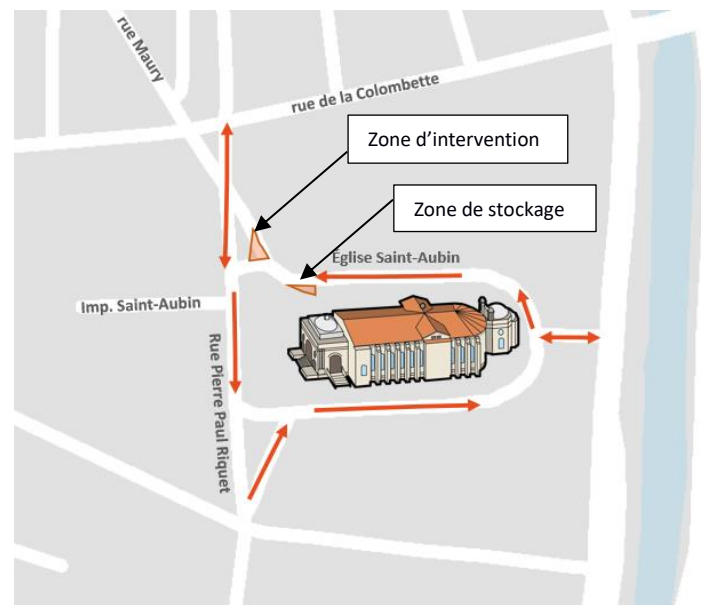 rue Maury
rue de la Colombette
Zone d'intervention
Zone de stockage
Église Saint-Aubin
Imp. Saint-Aubin
Rue Pierre Paul Riquet